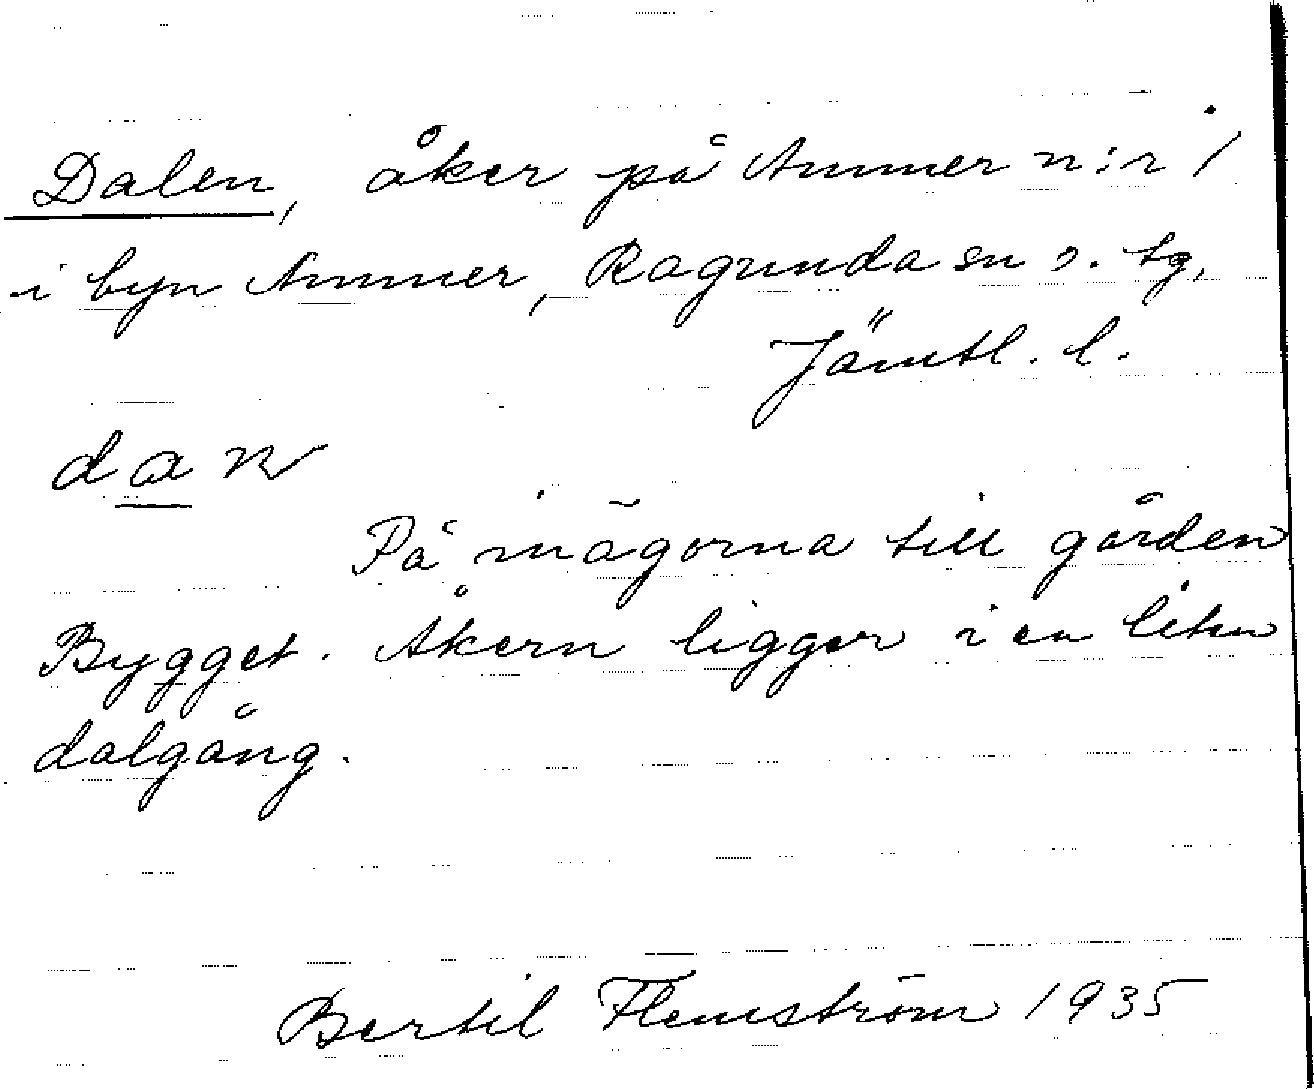 Dalen, åker på Ammer n:r 1
i byn Ammer, Ragunda sn o. tg,
Jämtl. l.
dan
På mägorna till gården
Bygget. Åkern ligger i en liten
dalgång.
Bertil Flemström 1935